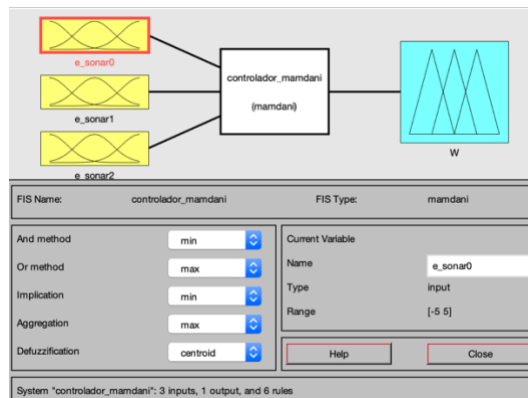 e_sonar0
controlador_mamdani
(mamdani)
e_sonar1
W
e_sonar2
FIS Name: controlador_mamdani FIS Type: mamdani
And method min
Or method max
Implication min
Aggregation max
Defuzzification centroid
Current Variable
Name e_sonar0
Type input
Range [-5 5]
Help Close
System "controlador_mamdani": 3 inputs, 1 output, and 6 rules